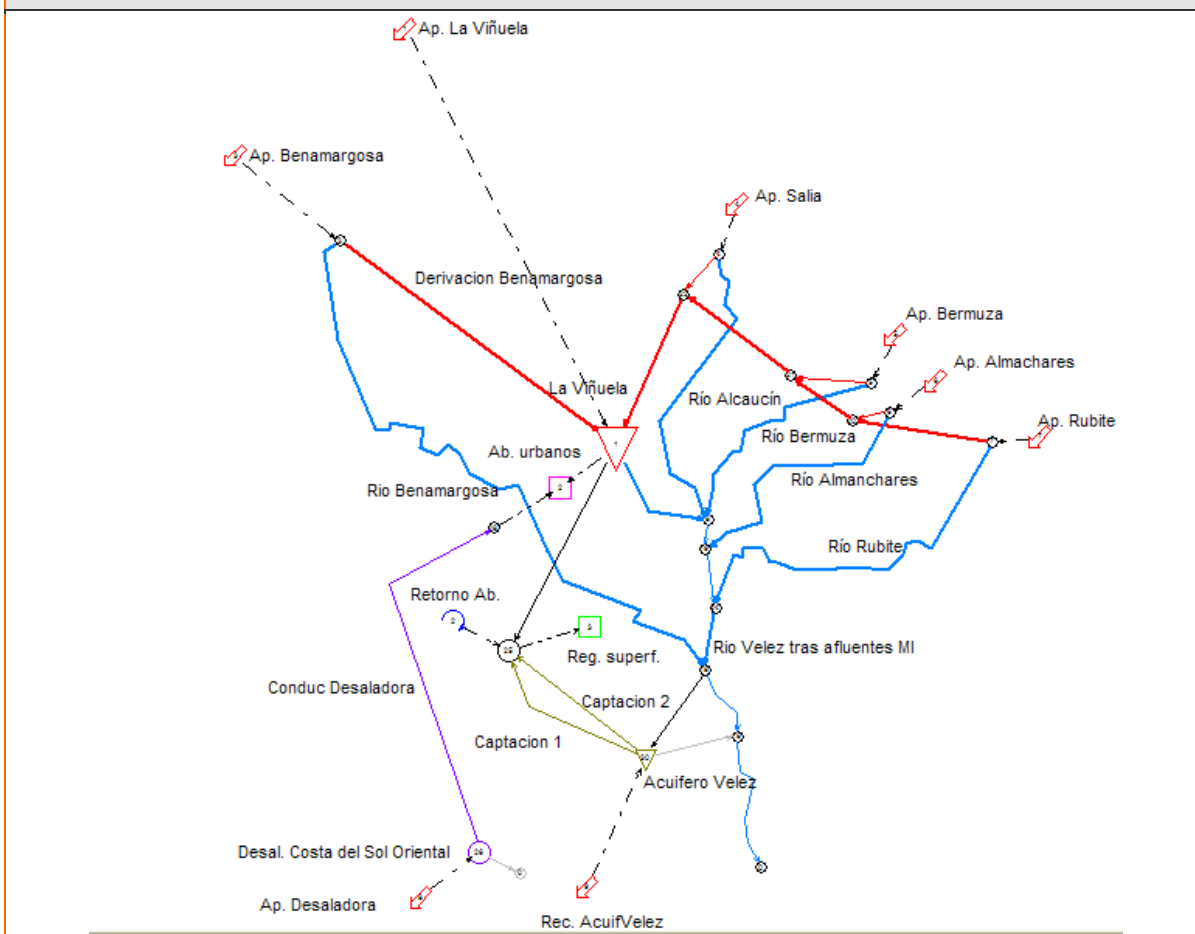 Ap. La Viñuela
Ap. Benamargosa
Ap. Salia
Derivacion Benamargosa
Ap. Bermuza
Ap. Almachares
La Viñuela
Río Alcaucín
Ap. Rubite
Río Bermuza
Ab. urbanos
Río Almanchares
Rio Benamargosa
Río Rubite
Retorno Ab.
Reg. superf.
Rio Velez tras afluentes MI
Conduc Desaladora
Captacion 2
Captacion 1
Acuifero Velez
Desal. Costa del Sol Oriental
Ap. Desaladora
Rec. AcuifVelez